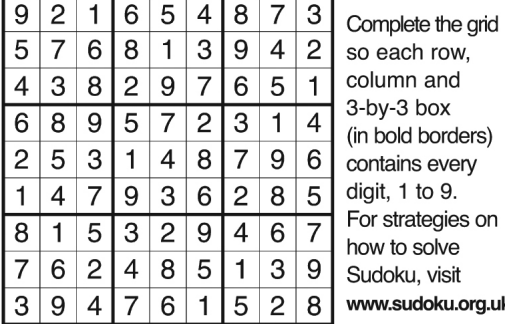 9 2 1 6 5 4 8 7 3
5 7 6 8 1 3 9 4 2
4 3 8 2 9 7 6 5 1
6 8 9 5 7 2 3 1 4
2 5 3 1 4 8 7 9 6
1 4 7 9 3 6 2 8 5
8 1 5 3 2 9 4 6 7
7 6 2 4 8 5 1 3 9
3 9 4 7 6 1 5 2 8
Complete the grid
so each row,
column and
3-by-3 box
(in bold borders)
contains every
digit, 1 to 9.
For strategies on
how to solve
Sudoku, visit
www.sudoku.org.uk